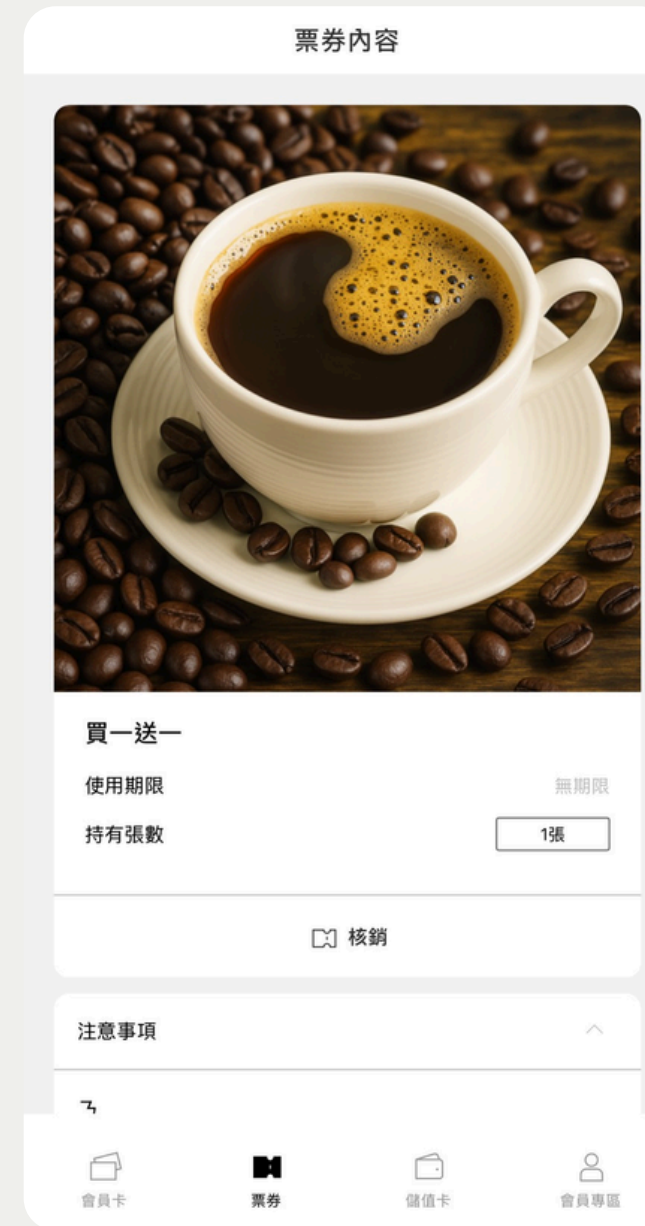 票券內容
買一送一
使用期限 無期限
持有張數 1張
核銷
注意事項
會員卡 票券 儲值卡 會員專區